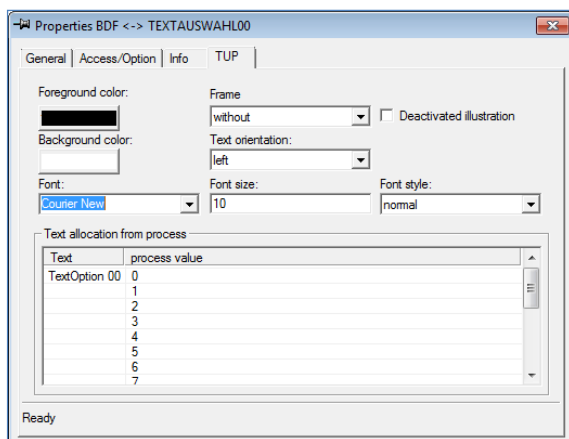 Properties BDF <-> TEXTAUSWAHL00
General Access/Option Info TUP
Foreground color: Frame
without Deactivated illustration
Background color: Text orientation:
left
Font: Font size: Font style:
Courier New 10 normal
Text allocation from process
Text process value
TextOption 00 0
1
2
3
4
5
6
7
Ready